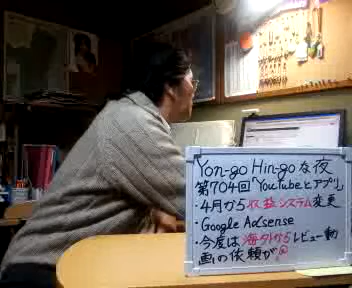 Yon-go Hin-goな夜
第704回「YouTubeとアプリ」
・4月から収益システム変更
・Google Adsense
・今度は海外からレビュー動
画の依頼が